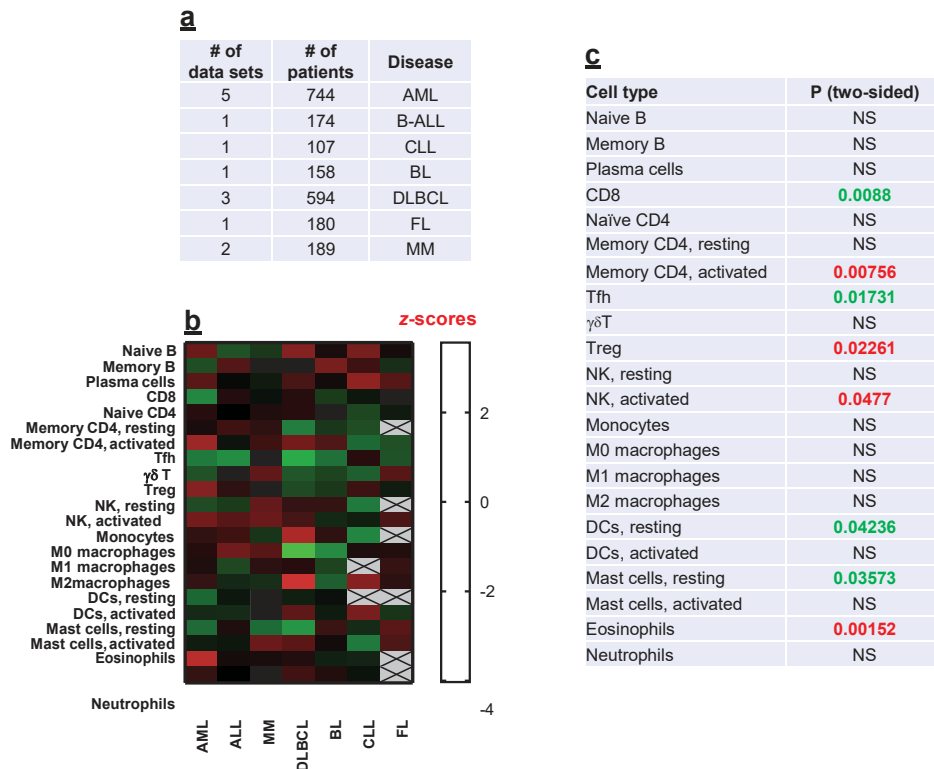 a
# of data sets # of patients Disease
5 744 AML
1 174 B-ALL
1 107 CLL
1 158 BL
3 594 DLBCL
1 180 FL
2 189 MM
b
z-scores
Naive B
Memory B
Plasma cells
CD8
Naive CD4
Memory CD4, resting
Memory CD4, activated
Tfh
γδ T
Treg
NK, resting
NK, activated
Monocytes
M0 macrophages
M1 macrophages
M2macrophages
DCs, resting
DCs, activated
Mast cells, resting
Mast cells, activated
Eosinophils
Neutrophils
2
0
-2
-4
AML ALL MM DLBCL BL CLL FL
c
Cell type P (two-sided)
Naive B NS
Memory B NS
Plasma cells NS
CD8 0.0088
Naïve CD4 NS
Memory CD4, resting NS
Memory CD4, activated 0.00756
Tfh 0.01731
γδT NS
Treg 0.02261
NK, resting NS
NK, activated 0.0477
Monocytes NS
M0 macrophages NS
M1 macrophages NS
M2 macrophages NS
DCs, resting 0.04236
DCs, activated NS
Mast cells, resting 0.03573
Mast cells, activated NS
Eosinophils 0.00152
Neutrophils NS